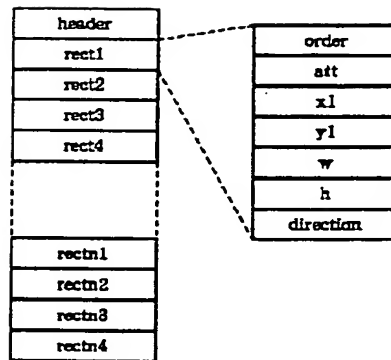 header
rect1
rect2
rect3
rect4
rectn1
rectn2
rectn3
rectn4
order
att
x1
y1
w
h
direction